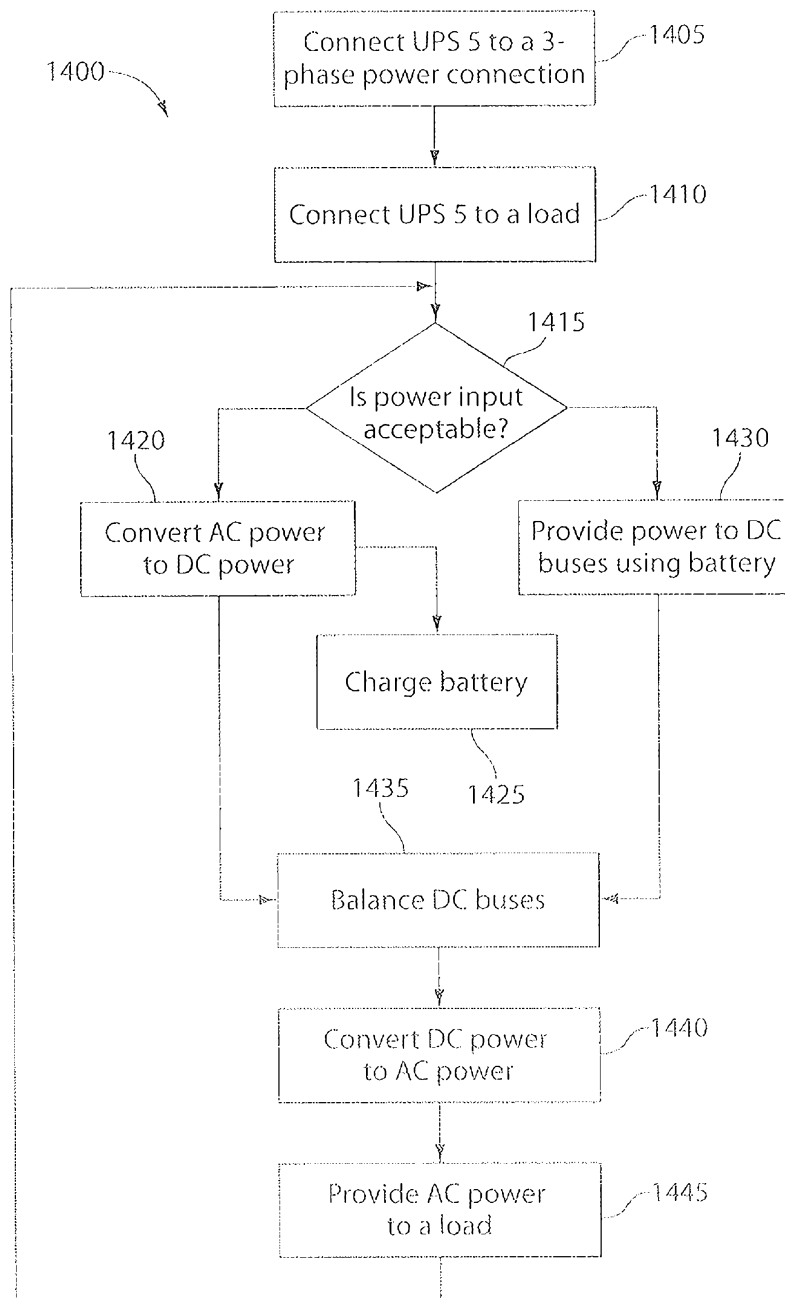 Connect UPS 5 to a 3-
phase power connection
1405
1400
Connect UPS 5 to a load
1410
1415
Is power input
acceptable?
1420
1430
Convert AC power
to DC power
Provide power to DC
buses using battery
Charge battery
1425
1435
Balance DC buses
Convert DC power
to AC power
1440
Provide AC power
to a load
1445